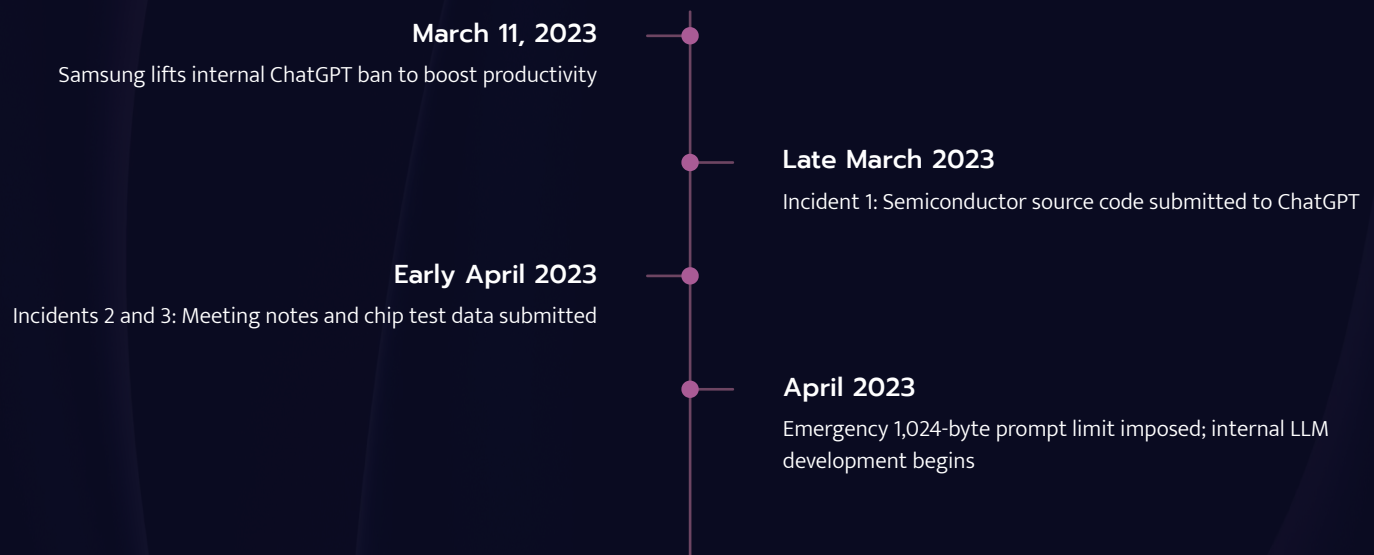 March 11, 2023
Samsung lifts internal ChatGPT ban to boost productivity
Late March 2023
Incident 1: Semiconductor source code submitted to ChatGPT
Early April 2023
Incidents 2 and 3: Meeting notes and chip test data submitted
April 2023
Emergency 1,024-byte prompt limit imposed; internal LLM
development begins